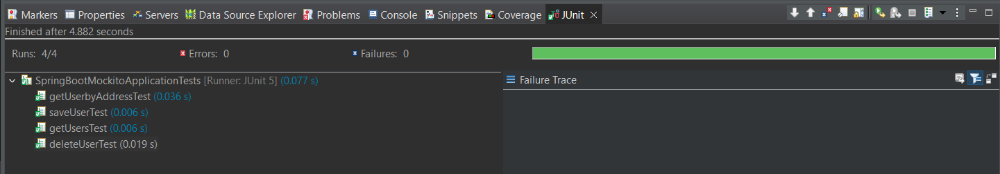 Markers Properties Servers Data Source Explorer Problems Console Snippets Coverage JUnit
Finished after 4.882 seconds
Runs: 4/4 Errors: 0 Failures: 0
SpringBootMockitoApplicationTests [Runner: JUnit 5] (0.077 s)
Failure Trace
getUserbyAddressTest (0.036 s)
saveUserTest (0.006 s)
getUsersTest (0.006 s)
deleteUserTest (0.019 s)